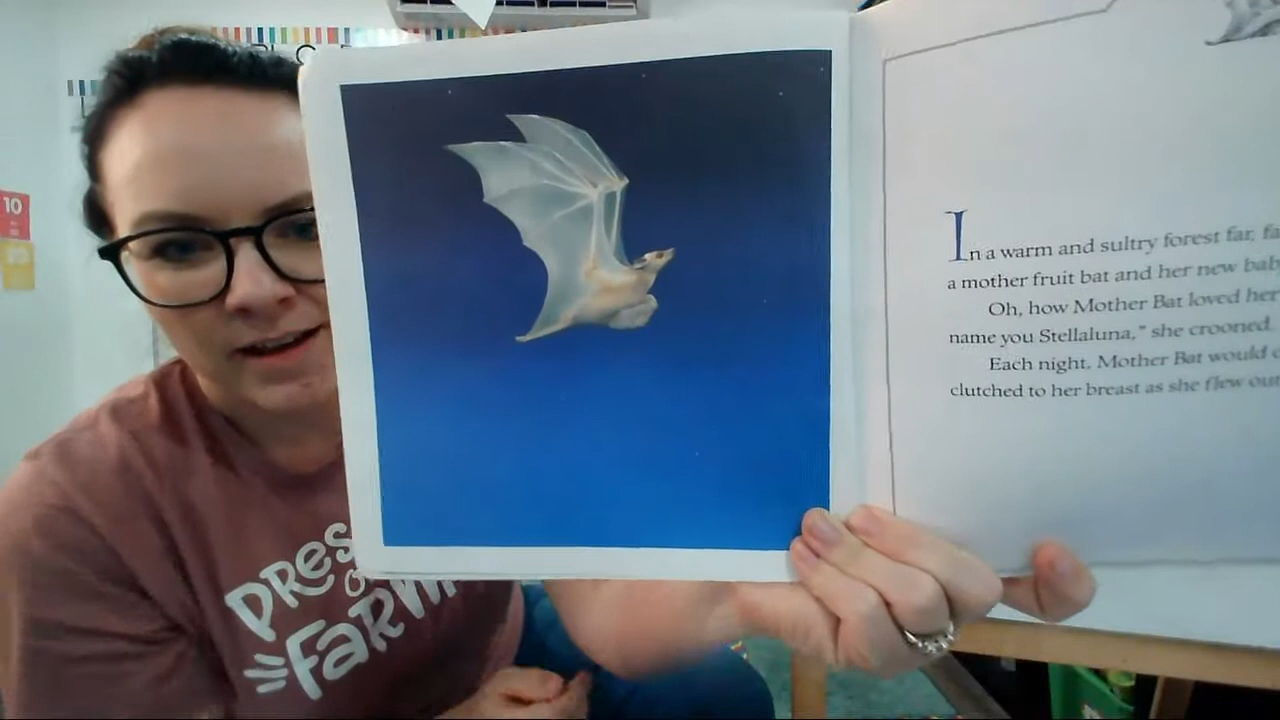 10
PRES
FARM
In a warm and sultry forest far, fa
a mother fruit bat and her new bab
Oh, how Mother Bat loved her
name you Stellaluna," she crooned.
Each night, Mother Bat would c
clutched to her breast as she flew out